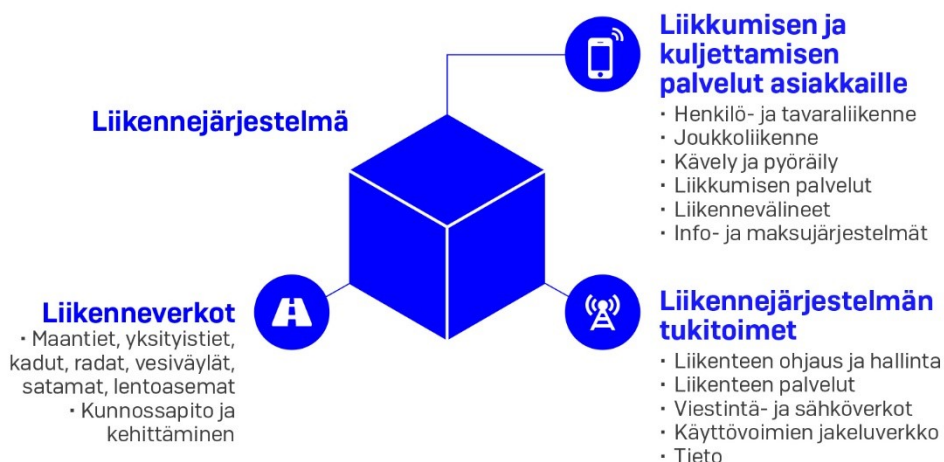 Liikennejärjestelmä
Liikkumisen ja
kuljettamisen
palvelut asiakkaille
· Henkilö- ja tavaraliikenne
· Joukkoliikenne
· Kävely ja pyöräily
· Liikkumisen palvelut
· Liikennevälineet
· Info- ja maksujärjestelmät
Liikenneverkot
· Maantiet, yksityistiet,
kadut, radat, vesiväylät,
satamat, lentoasemat
· Kunnossapito ja
kehittäminen
Liikennejärjestelmän
tukitoimet
· Liikenteen ohjaus ja hallinta
· Liikenteen palvelut
· Viestintä- ja sähköverkot
· Käyttövoimien jakeluverkko
· Tieto